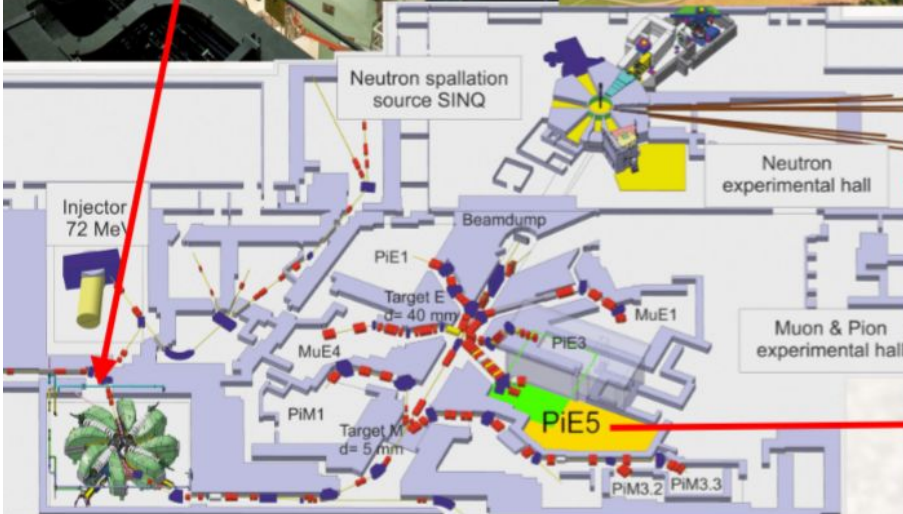 Neutron spallation
source SINQ
Neutron
experimental hall
Injector
72 MeV
Beamdump
PiE1
Target E
d= 40 mm
MuE1
PiE3
MuE4
Muon & Pion
experimental hall
PiM1
PiE5
Target M
d= 5 mm
PiM3.2
PiM3.3